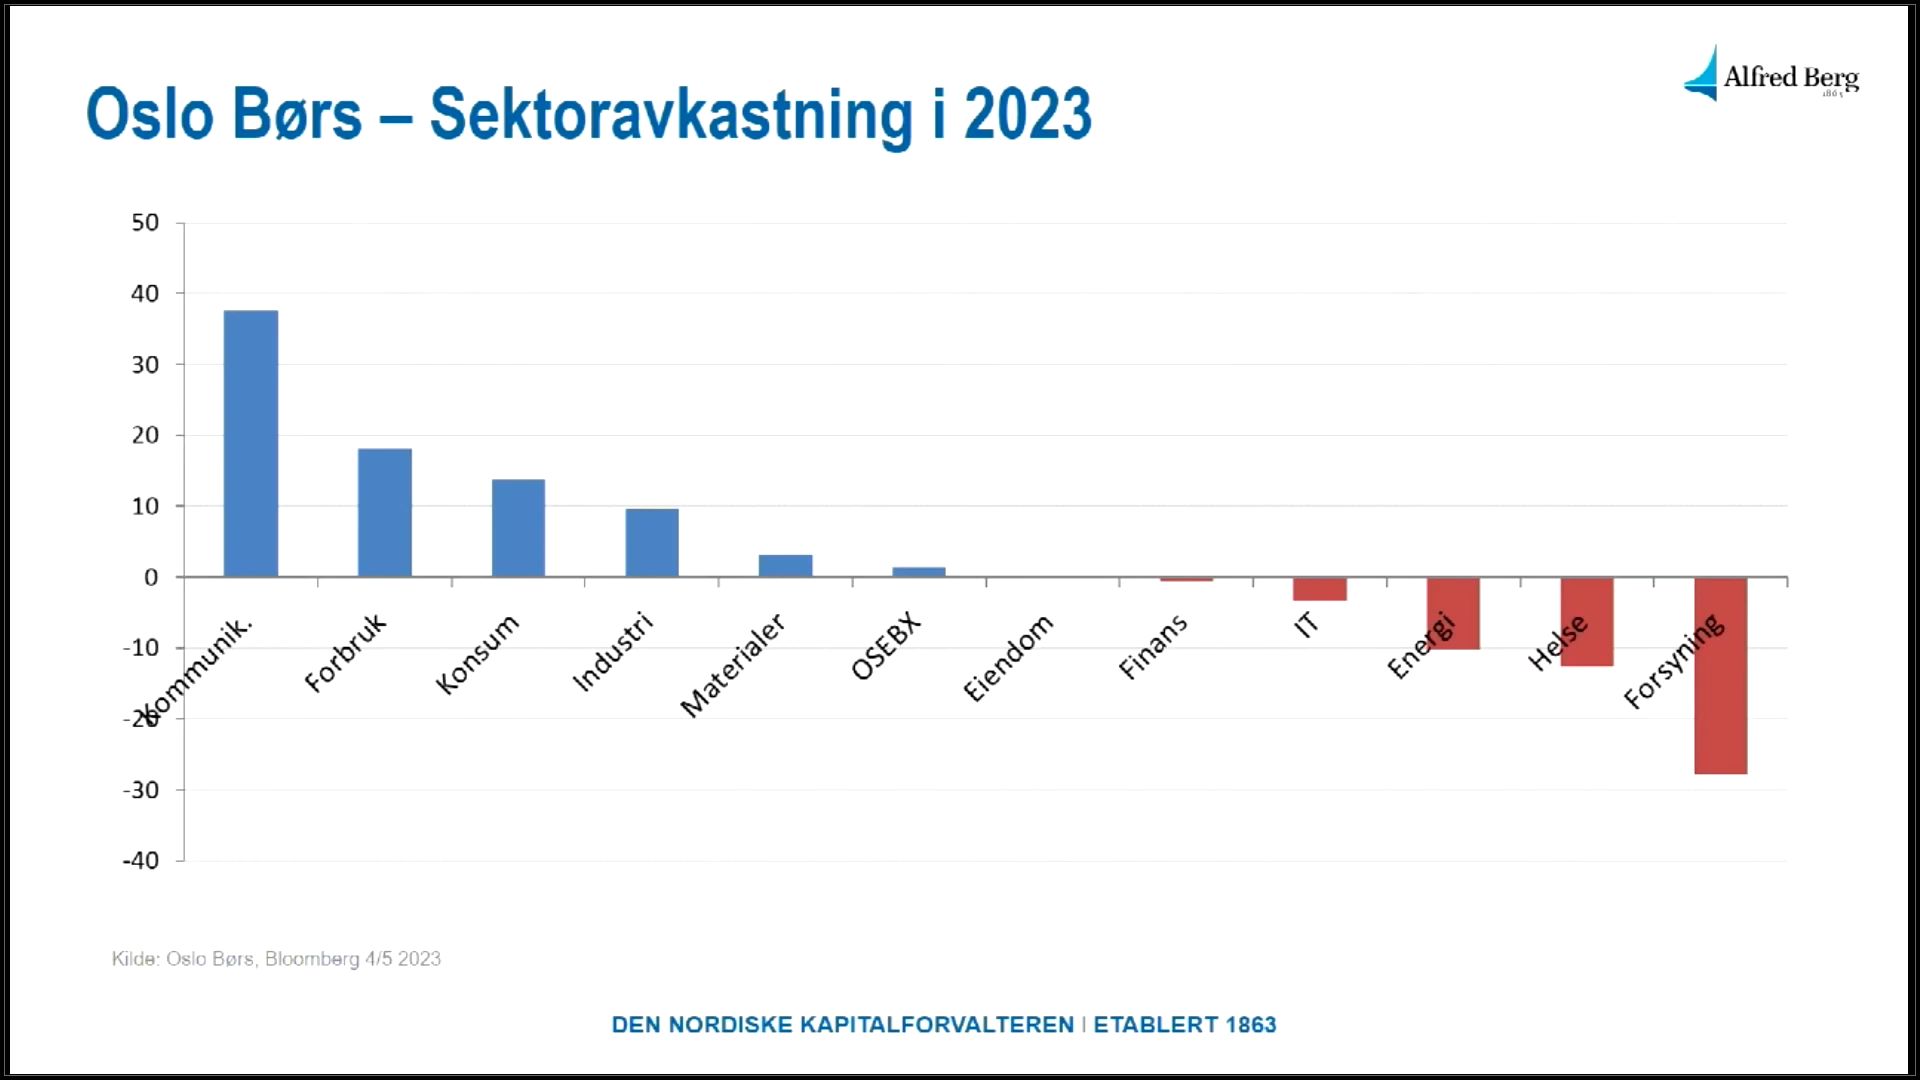 Alfred Berg
1863
Oslo Børs – Sektoravkastning i 2023
50
40
30
20
10
0
-10
-20
-30
-40
Kommunik.
Forbruk
Konsum
Industri
Materialer
OSEBX
Eiendom
Finans
IT
Energi
Helse
Forsyning
Kilde: Oslo Børs, Bloomberg 4/5 2023
DEN NORDISKE KAPITALFORVALTEREN | ETABLERT 1863